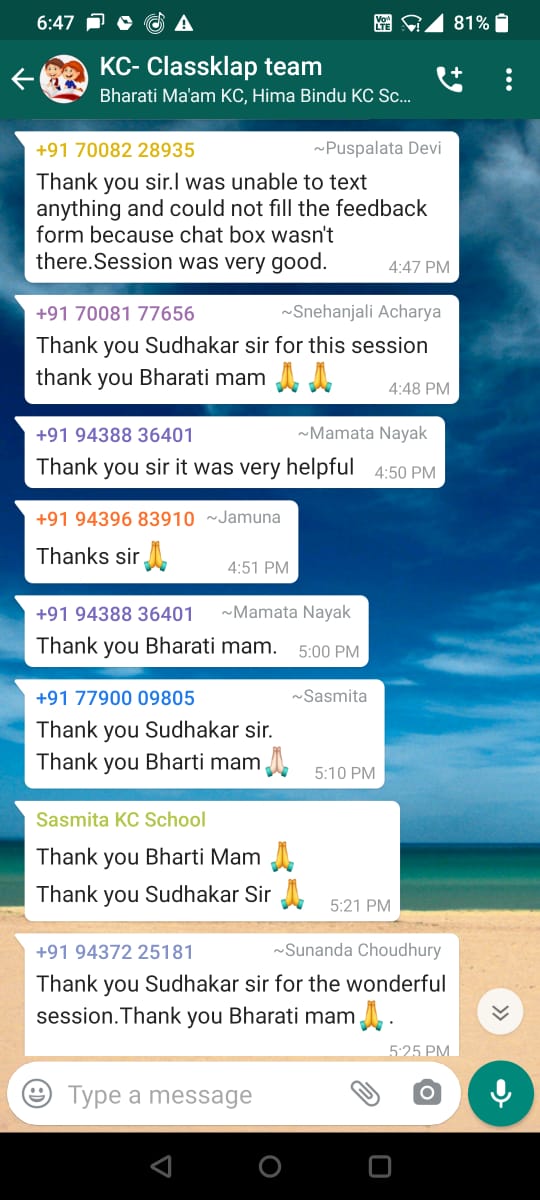 6:47 VoD LTE 81%
KC- Classklap team
Bharati Ma'am KC, Hima Bindu KC Sc...
+91 70082 28935 ~Puspalata Devi
Thank you sir.I was unable to text
anything and could not fill the feedback
form because chat box wasn't
there.Session was very good. 4:47 PM
+91 70081 77656 ~Snehanjali Acharya
Thank you Sudhakar sir for this session
thank you Bharati mam 🙏 🙏 4:48 PM
+91 94388 36401 ~Mamata Nayak
Thank you sir it was very helpful 4:50 PM
+91 94396 83910 ~Jamuna
Thanks sir🙏 4:51 PM
+91 94388 36401 ~Mamata Nayak
Thank you Bharati mam. 5:00 PM
+91 77900 09805 ~Sasmita
Thank you Sudhakar sir.
Thank you Bharti mam🙏🏻 5:10 PM
Sasmita KC School
Thank you Bharti Mam 🙏
Thank you Sudhakar Sir 🙏 5:21 PM
+91 94372 25181 ~Sunanda Choudhury
Thank you Sudhakar sir for the wonderful
session.Thank you Bharati mam🙏.
5:25 PM
Type a message